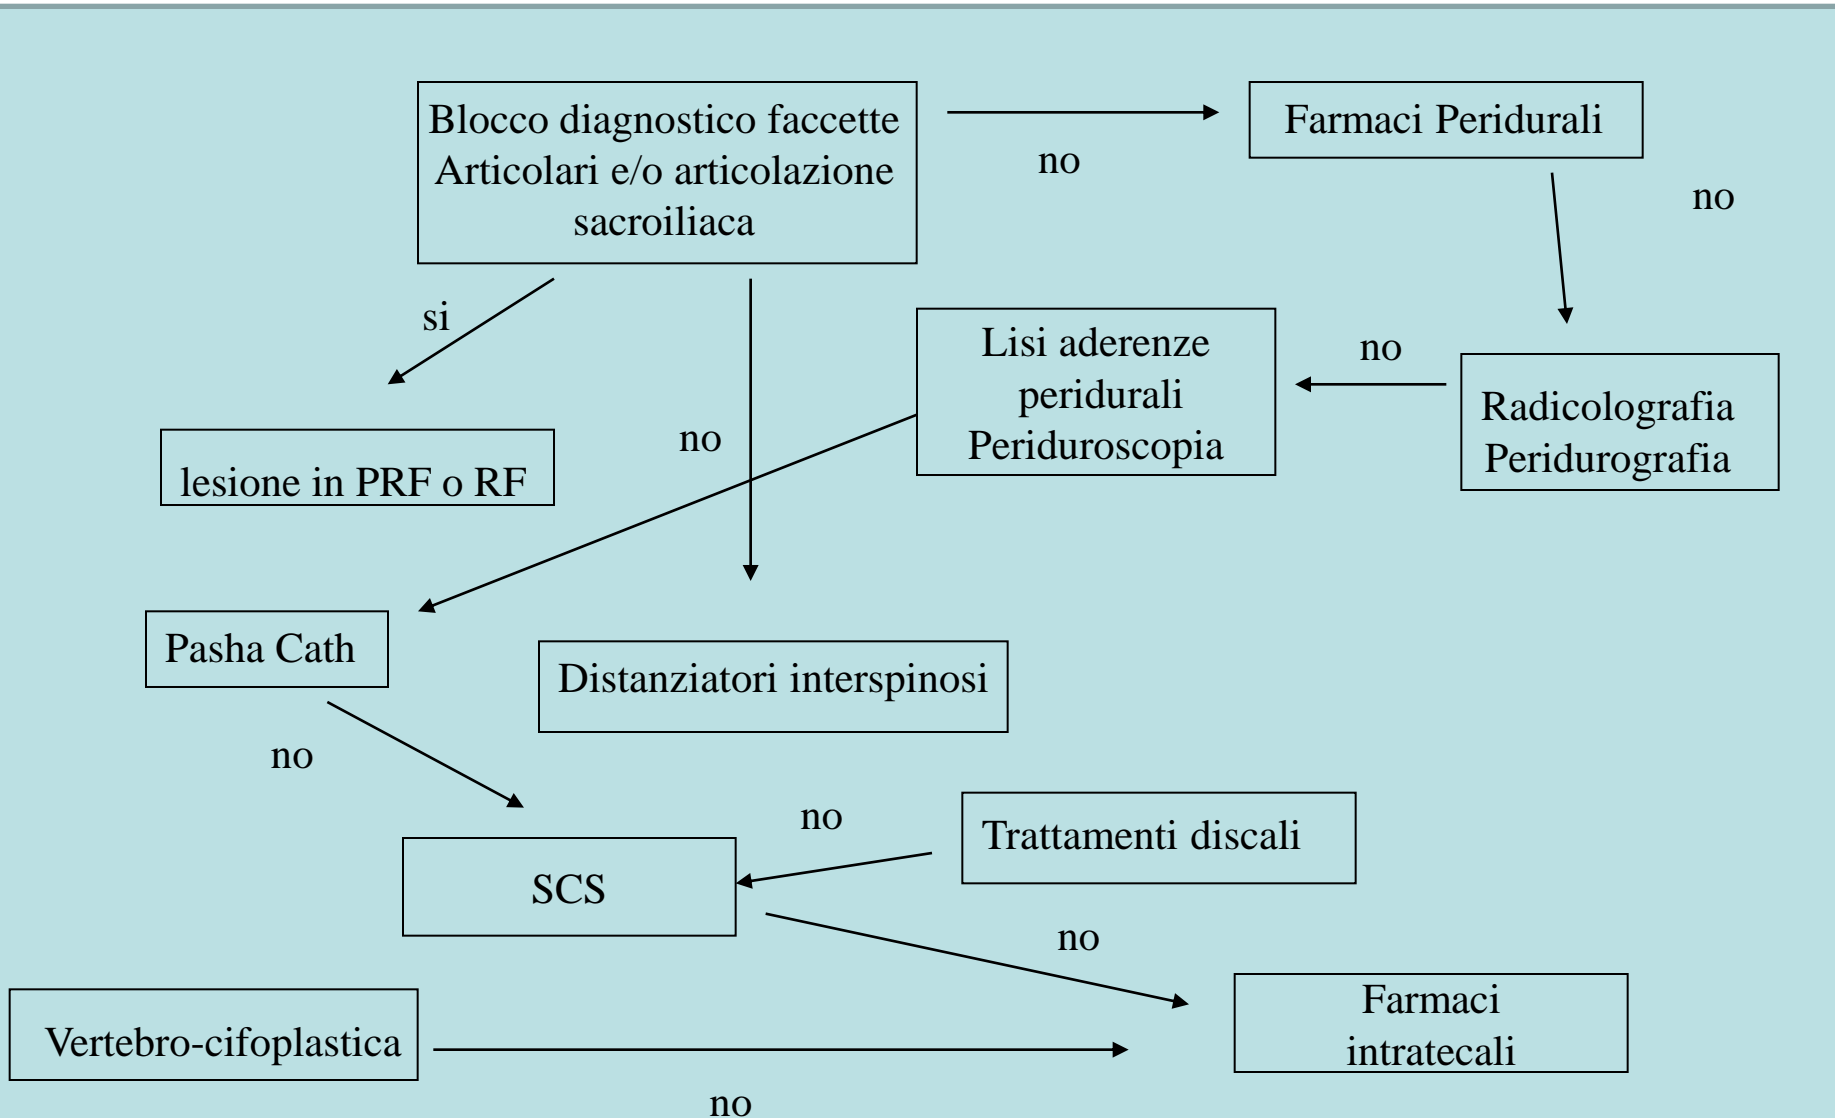 Blocco diagnostico faccette
Articolari e/o articolazione
sacroiliaca
no
Farmaci Peridurali
no
si
Lisi aderenze
peridurali
Periduroscopia
no
Radicolografia
Peridurografia
no
lesione in PRF o RF
Pasha Cath
Distanziatori interspinosi
no
no
Trattamenti discali
SCS
no
Farmaci
intratecali
Vertebro-cifoplastica
no